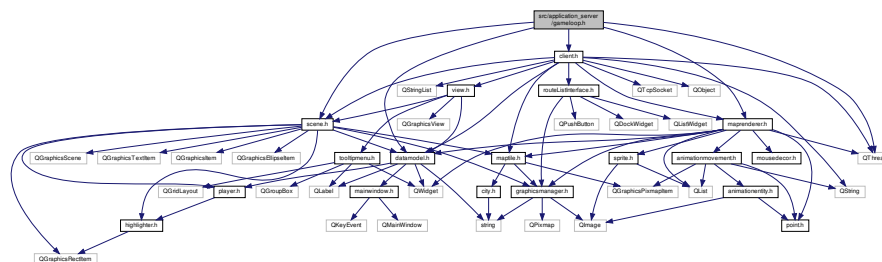 src/application_server
/gameloop.h
client.h
QStringList
view.h
routeListInterface.h
QTcpSocket
QObject
scene.h
QGraphicsView
QPushButton
QDockWidget
QListWidget
maprenderer.h
QGraphicsScene
QGraphicsTextItem
QGraphicsItem
QGraphicsEllipseItem
tooltipmenu.h
datamodel.h
maptile.h
sprite.h
animationmovement.h
mousedecor.h
QThrea
QGridLayout
player.h
QGroupBox
QLabel
mainwindow.h
QWidget
city.h
graphicsmanager.h
QGraphicsPixmapItem
QList
animationentity.h
QString
highlighter.h
QKeyEvent
QMainWindow
string
QPixmap
QImage
point.h
QGraphicsRectItem